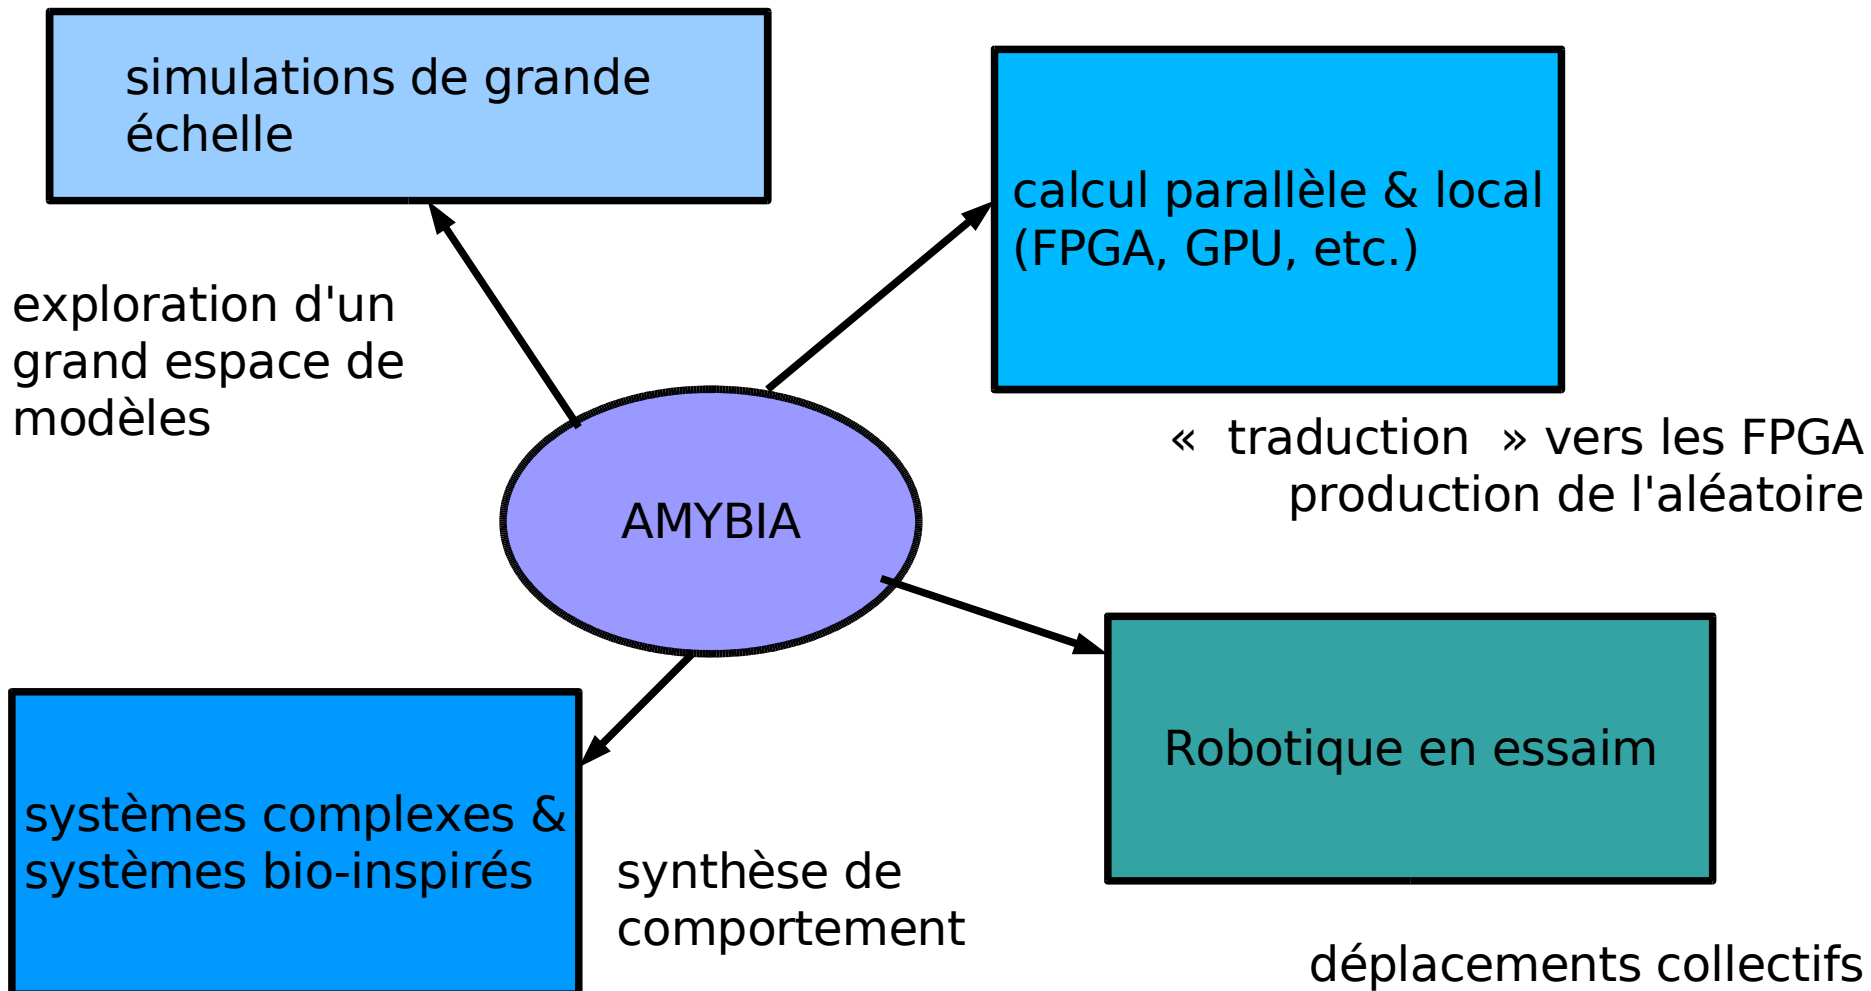 simulations de grande
échelle
calcul parallèle & local
(FPGA, GPU, etc.)
exploration d'un
grand espace de
modèles
«  traduction  » vers les FPGA
production de l'aléatoire
AMYBIA
Robotique en essaim
systèmes complexes &
systèmes bio-inspirés
synthèse de
comportement
déplacements collectifs